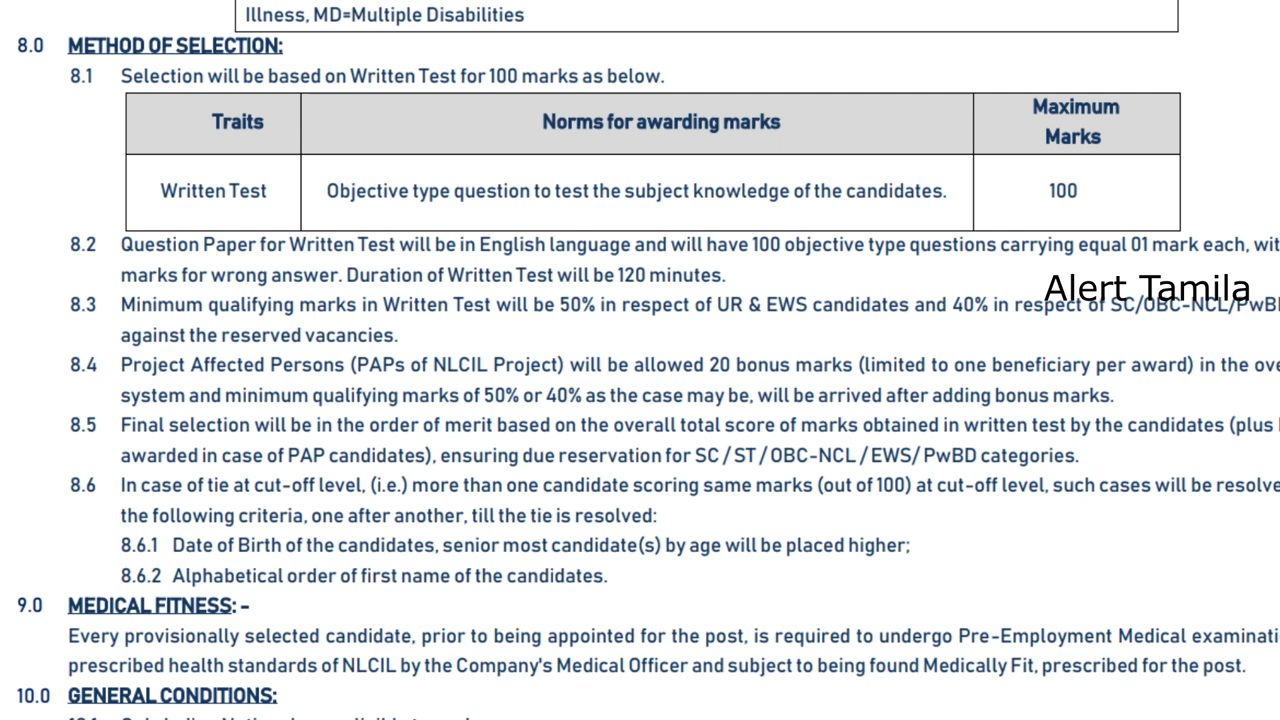 Illness, MD=Multiple Disabilities
8.0 METHOD OF SELECTION:
8.1 Selection will be based on Written Test for 100 marks as below.
Traits Norms for awarding marks Maximum Marks
Written Test Objective type question to test the subject knowledge of the candidates. 100
8.2 Question Paper for Written Test will be in English language and will have 100 objective type questions carrying equal 01 mark each,
marks for wrong answer. Duration of Written Test will be 120 minutes.
Alert Tamila
8.3 Minimum qualifying marks in Written Test will be 50% in respect of UR & EWS candidates and 40% in respect of SC/OBC-NCL/
against the reserved vacancies.
8.4 Project Affected Persons (PAPs of NLCIL Project) will be allowed 20 bonus marks (limited to one beneficiary per award) in the
system and minimum qualifying marks of 50% or 40% as the case may be, will be arrived after adding bonus marks.
8.5 Final selection will be in the order of merit based on the overall total score of marks obtained in written test by the candidates (plus
awarded in case of PAP candidates), ensuring due reservation for SC / ST / OBC-NCL / EWS/ PwBD categories.
8.6 In case of tie at cut-off level, (i.e.) more than one candidate scoring same marks (out of 100) at cut-off level, such cases will be
the following criteria, one after another, till the tie is resolved:
8.6.1 Date of Birth of the candidates, senior most candidate(s) by age will be placed higher;
8.6.2 Alphabetical order of first name of the candidates.
9.0 MEDICAL FITNESS: -
Every provisionally selected candidate, prior to being appointed for the post, is required to undergo Pre-Employment Medical
prescribed health standards of NLCIL by the Company's Medical Officer and subject to being found Medically Fit, prescribed for the post.
10.0 GENERAL CONDITIONS: